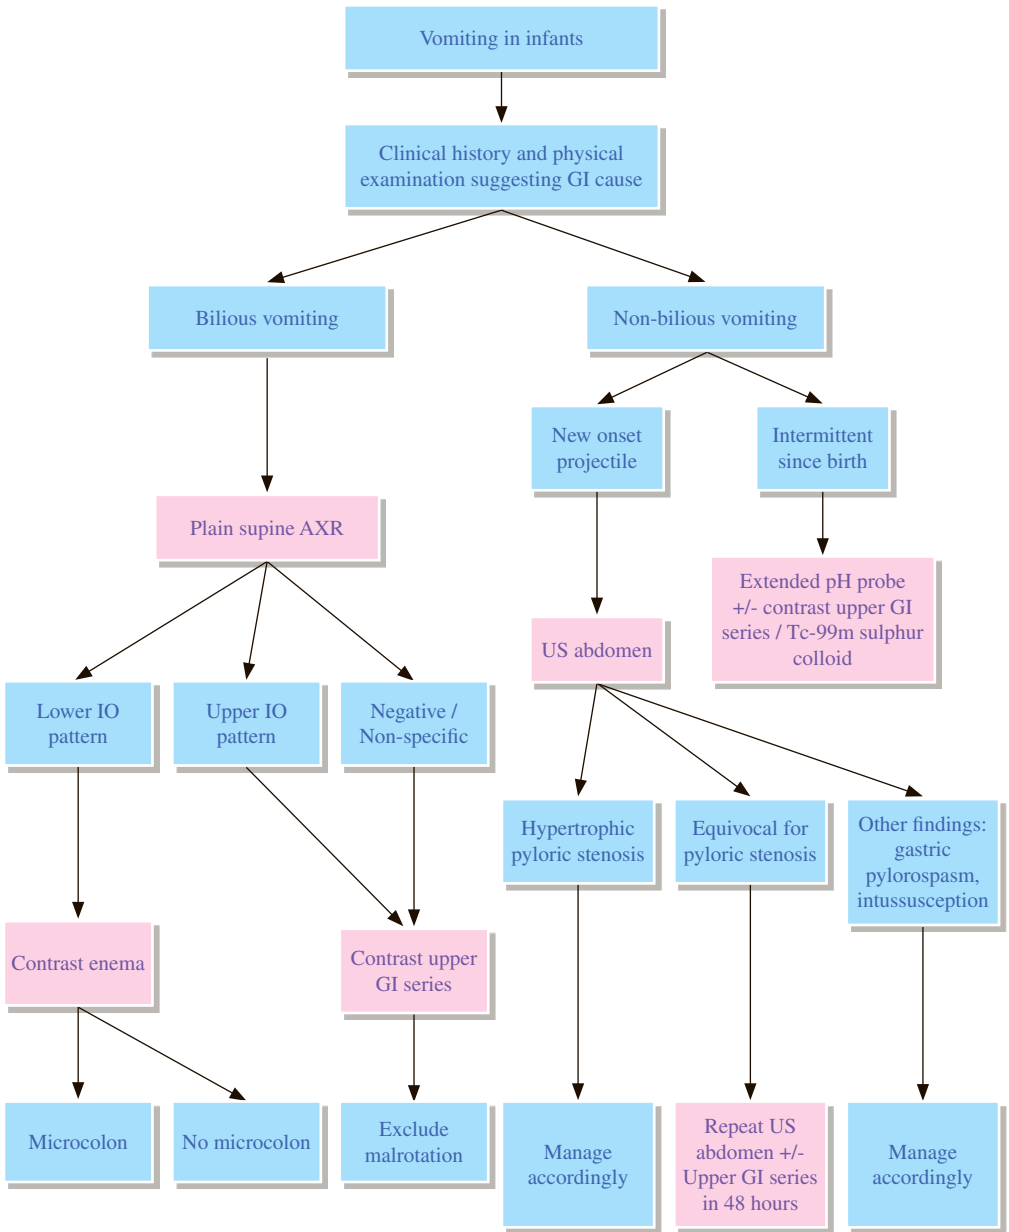 Vomiting in infants
Clinical history and physical
examination suggesting GI cause
Bilious vomiting
Non-bilious vomiting
New onset
projectile
Intermittent
since birth
Plain supine AXR
Extended pH probe
+/- contrast upper GI
series / Tc-99m sulphur
colloid
US abdomen
Lower IO
pattern
Upper IO
pattern
Negative /
Non-specific
Hypertrophic
pyloric stenosis
Equivocal for
pyloric stenosis
Other findings:
gastric
pylorospasm,
intussusception
Contrast enema
Contrast upper
GI series
Microcolon
No microcolon
Exclude
malrotation
Manage
accordingly
Repeat US
abdomen +/-
Upper GI series
in 48 hours
Manage
accordingly